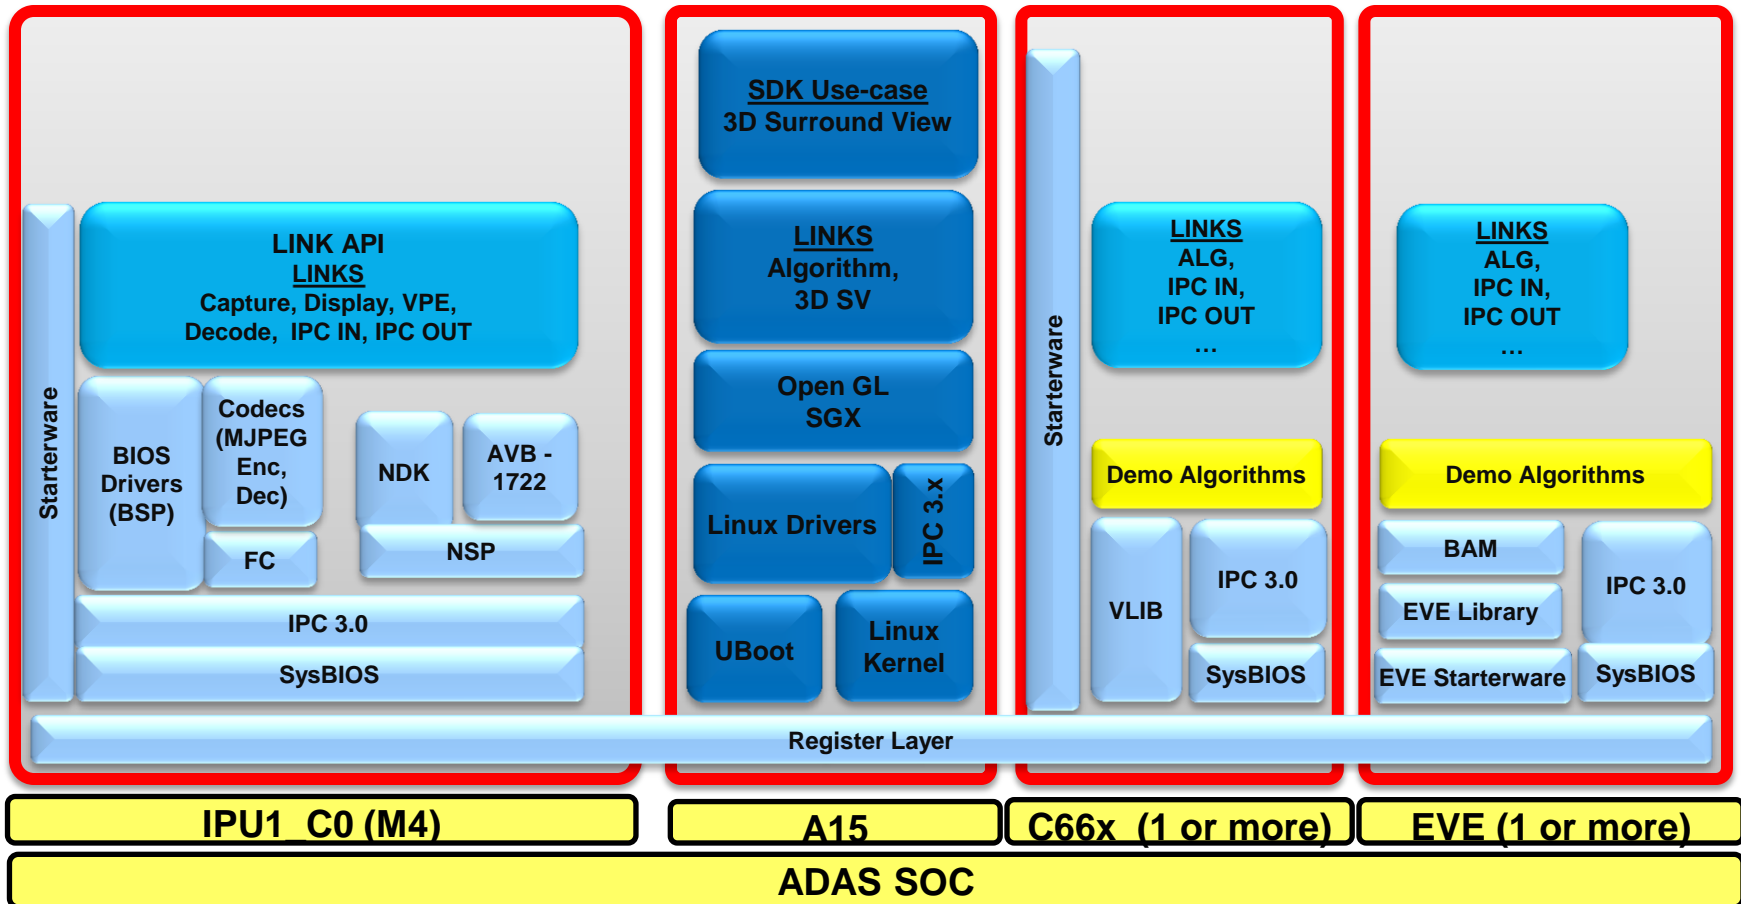 Starterware
LINK API
LINKS
Capture, Display, VPE,
Decode, IPC IN, IPC OUT
BIOS
Drivers
(BSP)
Codecs
(MJPEG
Enc,
Dec)
FC
NDK
AVB -
1722
NSP
IPC 3.0
SysBIOS
SDK Use-case
3D Surround View
LINKS
Algorithm,
3D SV
Open GL
SGX
Linux Drivers
IPC 3.x
UBoot
Linux
Kernel
Starterware
LINKS
ALG,
IPC IN,
IPC OUT
…
Demo Algorithms
VLIB
IPC 3.0
SysBIOS
LINKS
ALG,
IPC IN,
IPC OUT
…
Demo Algorithms
BAM
EVE Library
EVE Starterware
IPC 3.0
SysBIOS
Register Layer
IPU1_C0 (M4)
A15
C66x (1 or more)
EVE (1 or more)
ADAS SOC